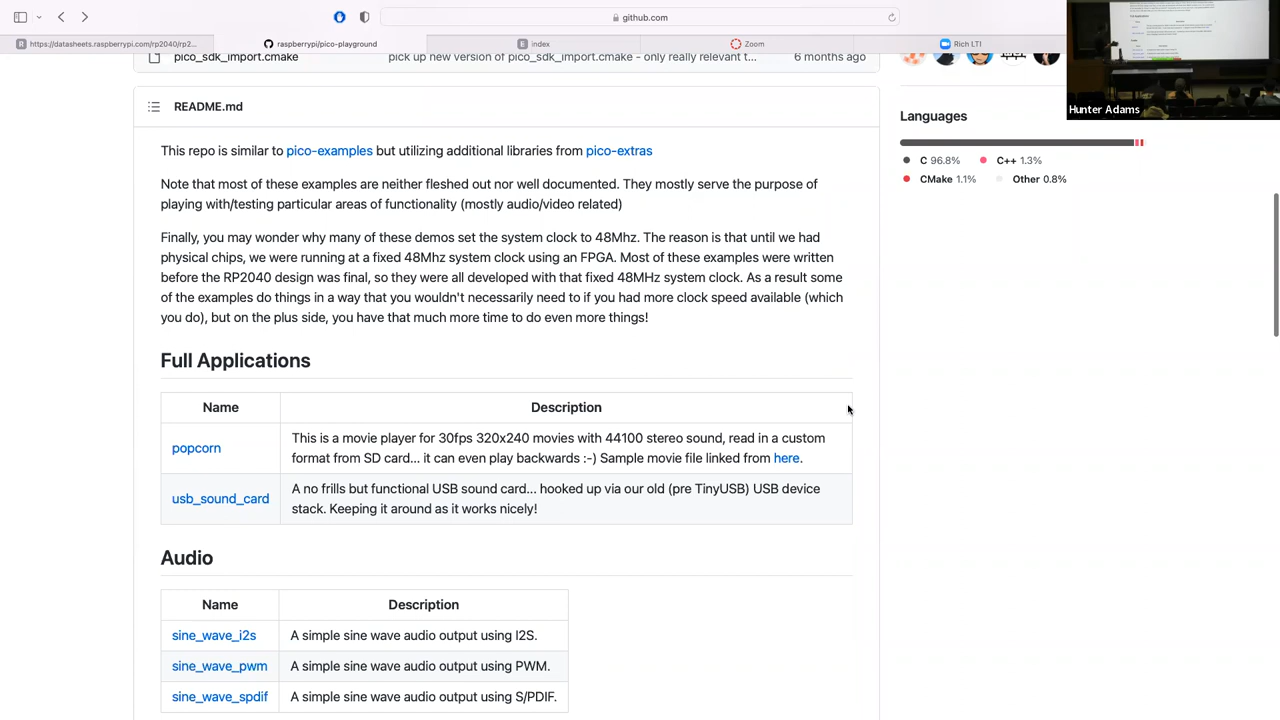 github.com
https://datasheets.raspberrypi.com/rp2040/rp2...
raspberrypi/pico-playground
index
Zoom
Rich LTI
Hunter Adams
pico_sdk_import.cmake
6 months ago
README.md
This repo is similar to pico-examples but utilizing additional libraries from pico-extras
Note that most of these examples are neither fleshed out nor well documented. They mostly serve the purpose of
playing with/testing particular areas of functionality (mostly audio/video related)
Finally, you may wonder why many of these demos set the system clock to 48Mhz. The reason is that until we had
physical chips, we were running at a fixed 48Mhz system clock using an FPGA. Most of these examples were written
before the RP2040 design was final, so they were all developed with that fixed 48MHz system clock. As a result some
of the examples do things in a way that you wouldn't necessarily need to if you had more clock speed available (which
you do), but on the plus side, you have that much more time to do even more things!
Full Applications
Name Description
popcorn
This is a movie player for 30fps 320x240 movies with 44100 stereo sound, read in a custom
format from SD card... it can even play backwards :-) Sample movie file linked from here.
usb_sound_card
A no frills but functional USB sound card... hooked up via our old (pre TinyUSB) USB device
stack. Keeping it around as it works nicely!
Audio
Name Description
sine_wave_i2s A simple sine wave audio output using I2S.
sine_wave_pwm A simple sine wave audio output using PWM.
sine_wave_spdif A simple sine wave audio output using S/PDIF.
Languages
C 96.8% C++ 1.3%
CMake 1.1% Other 0.8%